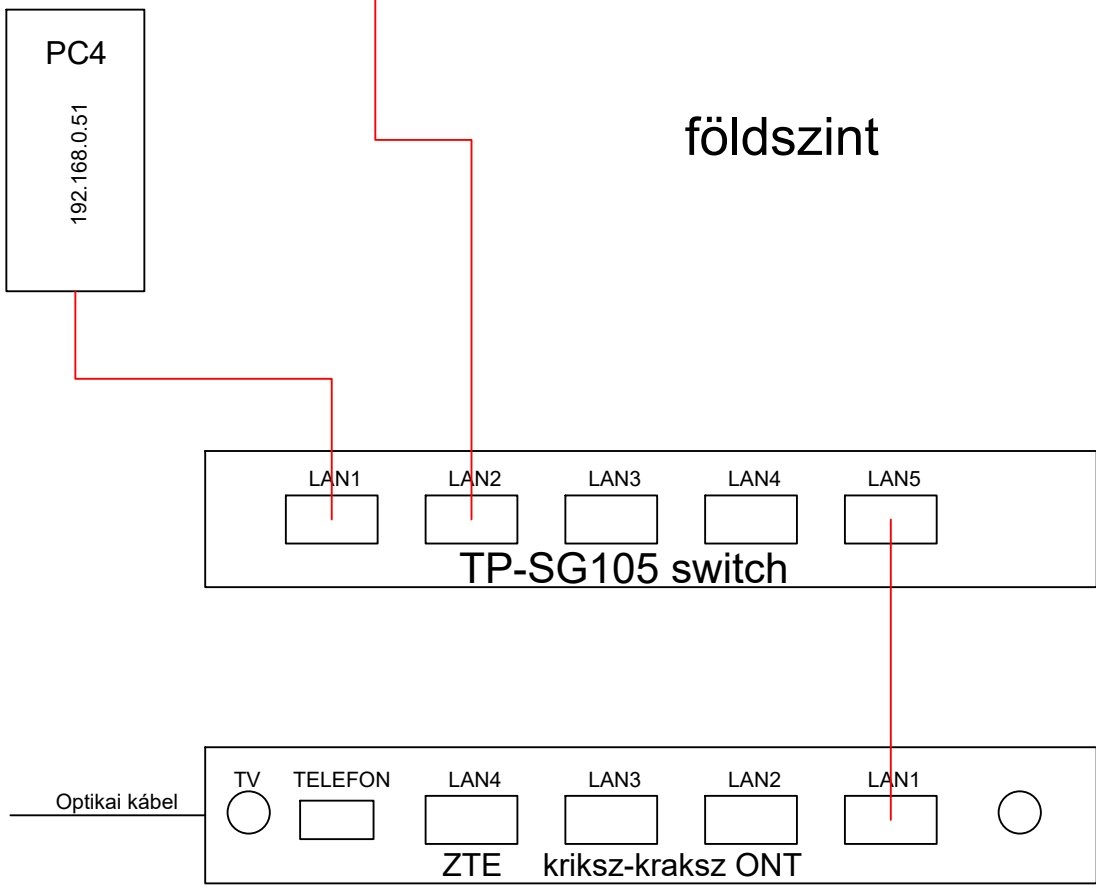 PC4
192.168.0.51
földszint
LAN1 LAN2 LAN3 LAN4 LAN5
TP-SG105 switch
Optikai kábel
TV TELEFON LAN4 LAN3 LAN2 LAN1
ZTE kriksz-kraksz ONT